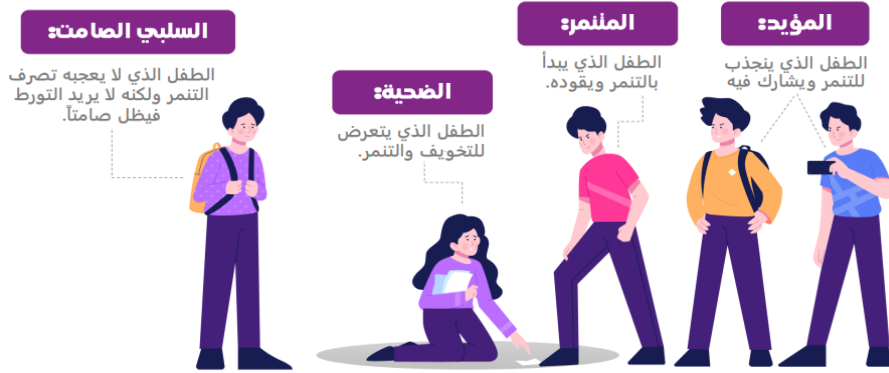 المؤيد:
الطفل الذي ينجذب
للتنمر ويشارك فيه
المتنمر:
الطفل الذي يبدأ
بالتنمر ويقوده.
الضحية:
الطفل الذي يتعرض
للتخويف والتنمر.
السلبي الصامت:
الطفل الذي لا يعجبه تصرف
التنمر ولكنه لا يريد التورط
فيظل صامتاً.